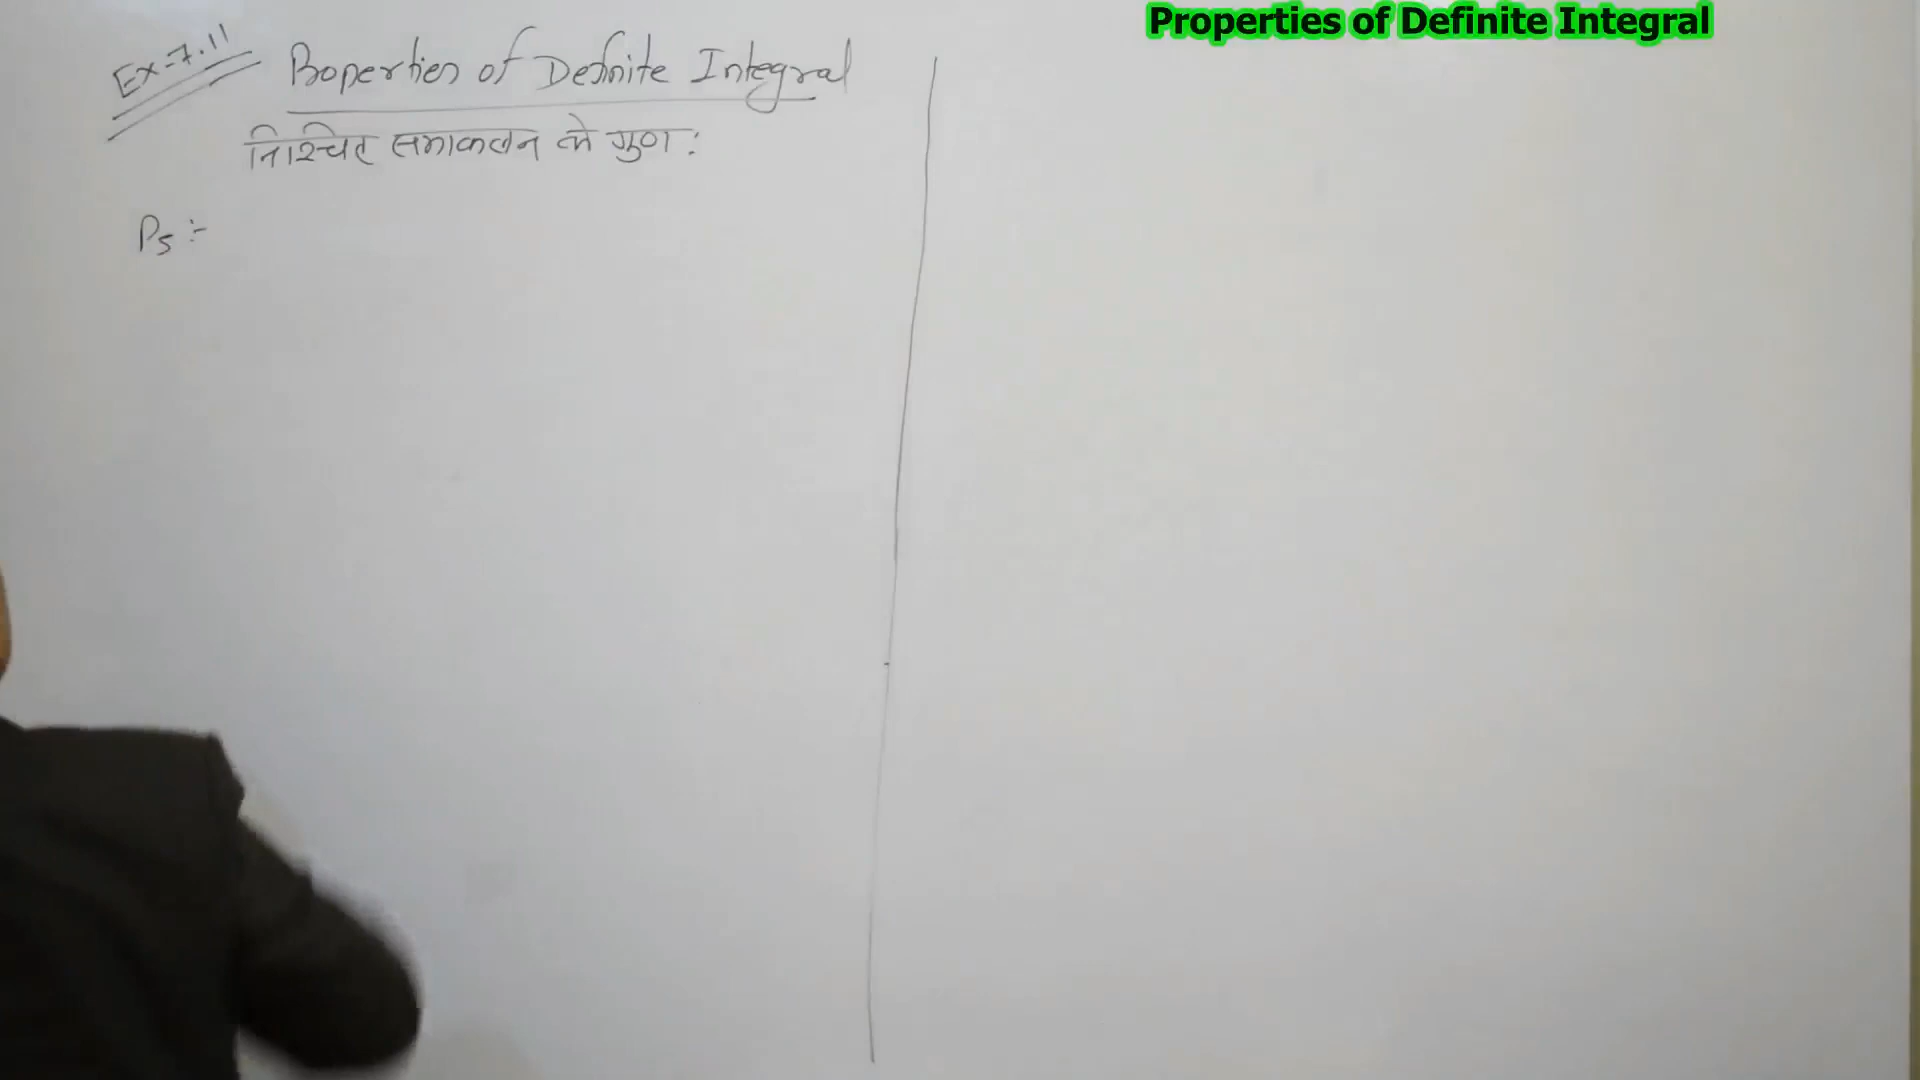 Properties of Definite Integral
Ex-7.11
Properties of Definite Integral
निश्चित समाकलन के गुण :
P5 :-